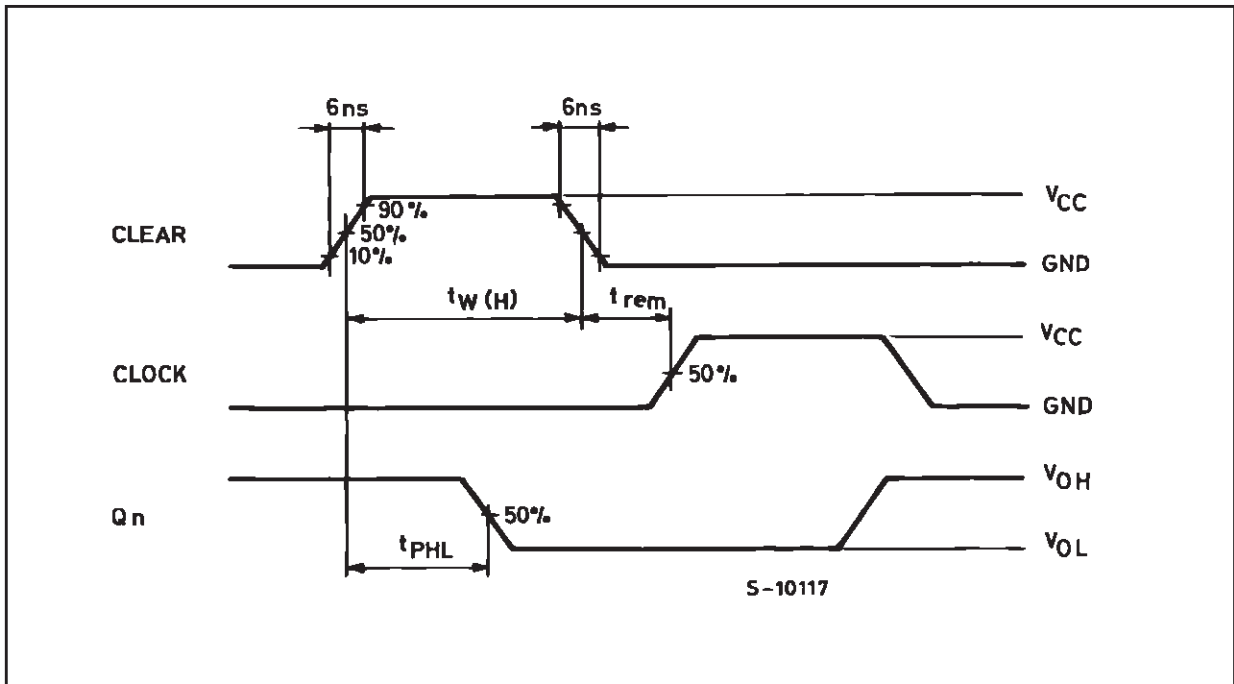 6ns 6ns
VCC
90%
CLEAR 50%
10%
GND
tW(H) trem
VCC
CLOCK 50%
GND
VOH
Qn 50%
tPHL VOL
S-10117